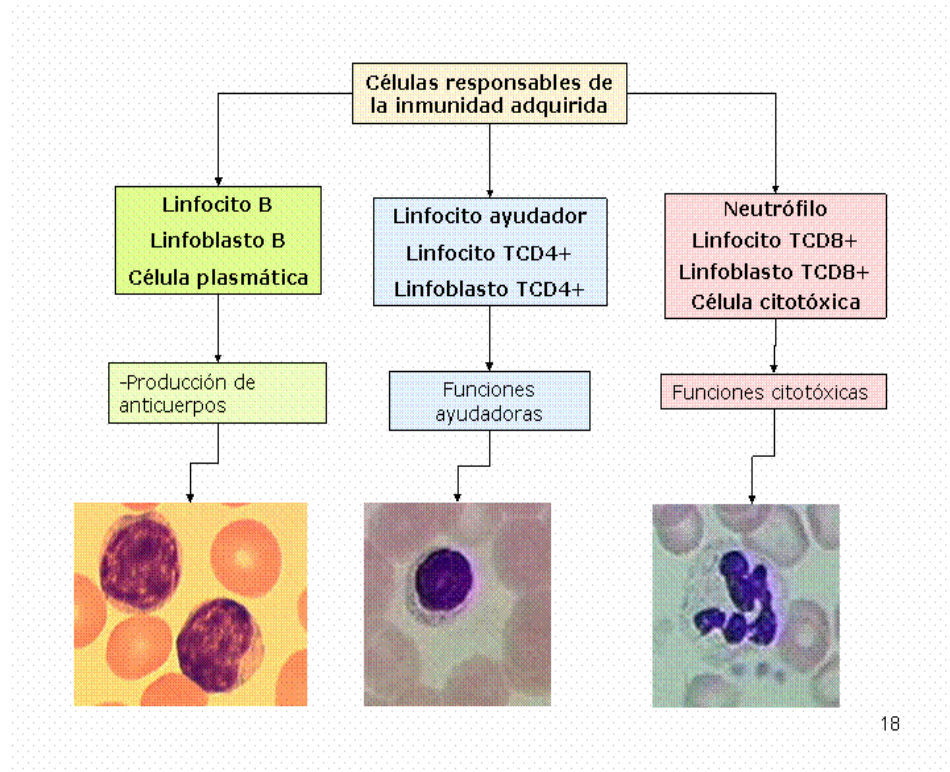 Células responsables de
la inmunidad adquirida
Linfocito B
Linfoblasto B
Célula plasmática
Linfocito ayudador
Linfocito TCD4+
Linfoblasto TCD4+
Neutrófilo
Linfocito TCD8+
Linfoblasto TCD8+
Célula citotóxica
-Producción de
anticuerpos
Funciones
ayudadoras
Funciones citotóxicas
18